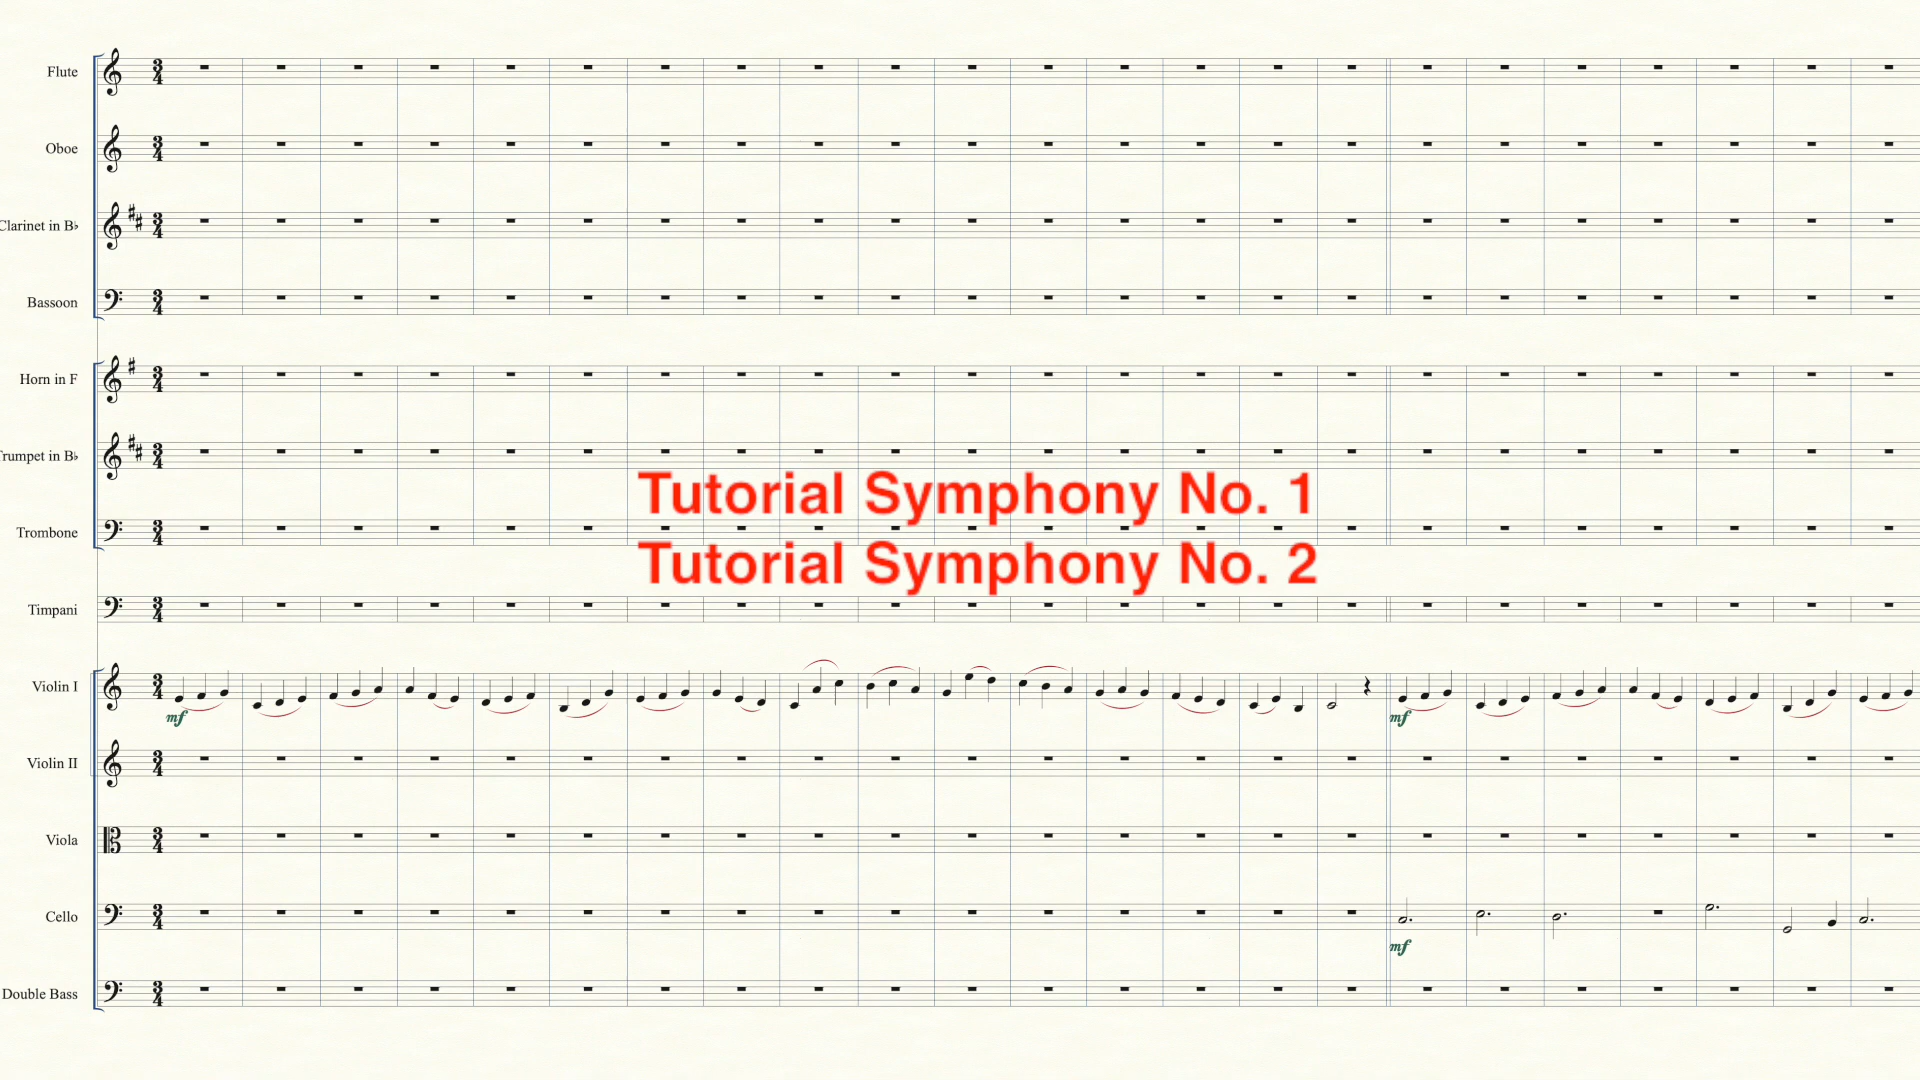 Flute
Oboe
Clarinet in B♭
Bassoon
Horn in F
Trumpet in B♭
Tutorial Symphony No. 1
Trombone
Tutorial Symphony No. 2
Timpani
Violin I
mf mf
Violin II
Viola
Cello
mf
Double Bass